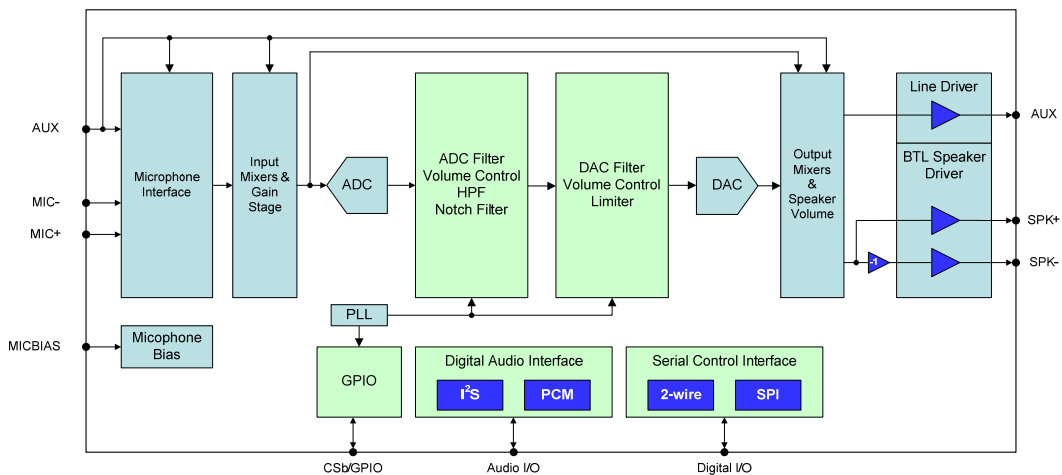 AUX
MIC-
MIC+
MICBIAS
Microphone
Interface
Input
Mixers &
Gain
Stage
ADC
ADC Filter
Volume Control
HPF
Notch Filter
DAC Filter
Volume Control
Limiter
DAC
Output
Mixers
&
Speaker
Volume
Line Driver
BTL Speaker
Driver
-1
AUX
SPK+
SPK-
Micophone
Bias
PLL
GPIO
Digital Audio Interface
I²S
PCM
Serial Control Interface
2-wire
SPI
CSb/GPIO
Audio I/O
Digital I/O